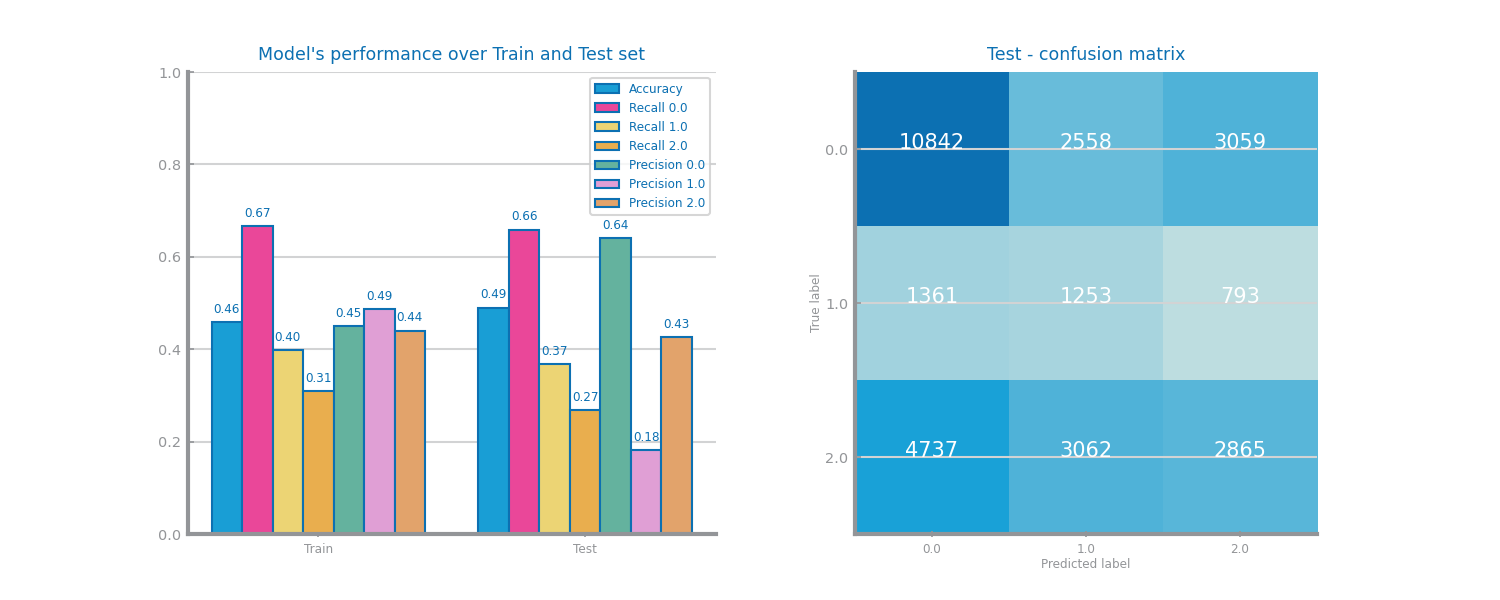 Model's performance over Train and Test set
1.0
0.8
0.6
0.4
0.2
0.0
Accuracy
Recall 0.0
Recall 1.0
Recall 2.0
Precision 0.0
Precision 1.0
Precision 2.0
0.46
0.67
0.40
0.31
0.45
0.49
0.44
0.49
0.66
0.37
0.27
0.64
0.18
0.43
Train
Test
Test - confusion matrix
True label
0.0
10842
2558
3059
1.0
1361
1253
793
2.0
4737
3062
2865
0.0
1.0
2.0
Predicted label